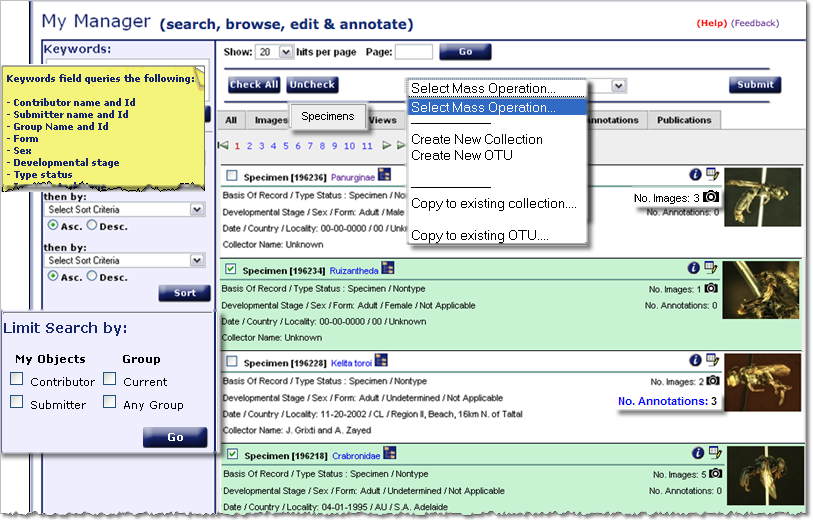 My Manager (search, browse, edit & annotate)
(Help) (Feedback)
Keywords:
Keywords field queries the following:
- Contributor name and Id
- Submitter name and Id
- Group Name and Id
- Form
- Sex
- Developmental stage
- Type status
then by:
Select Sort Criteria
Asc. Desc.
then by:
Select Sort Criteria
Asc. Desc.
Sort
Limit Search by:
My Objects Group
Contributor Current
Submitter Any Group
Go
Show: 20 hits per page Page: Go
Check All UnCheck Select Mass Operation... Submit
Select Mass Operation...
Create New Collection
Create New OTU
Copy to existing collection....
Copy to existing OTU....
All Images Specimens Views nnotations Publications
1 2 3 4 5 6 7 8 9 10 11
Specimen [196236] Panurginae
Basis Of Record / Type Status : Specimen / Non
No. Images: 3
Developmental Stage / Sex / Form: Adult / Male
No. Annotations: 0
Date / Country / Locality: 00-00-0000 / 00 / Un
Collector Name: Unknown
Specimen [196234] Ruizantheda
Basis Of Record / Type Status : Specimen / Nontype
No. Images: 1
Developmental Stage / Sex / Form: Adult / Female / Not Applicable
No. Annotations: 0
Date / Country / Locality: 00-00-0000 / 00 / Unknown
Collector Name: Unknown
Specimen [196228] Kelita toroi
Basis Of Record / Type Status : Specimen / Nontype
No. Images: 2
Developmental Stage / Sex / Form: Adult / Undetermined / Not Applicable
No. Annotations: 3
Date / Country / Locality: 11-20-2002 / CL / Region II, Beach, 16km N. of Taltal
Collector Name: J. Grixti and A. Zayed
Specimen [196218] Crabronidae
Basis Of Record / Type Status : Specimen / Nontype
No. Images: 5
Developmental Stage / Sex / Form: Adult / Undetermined / Not Applicable
No. Annotations: 0
Date / Country / Locality: 04-01-1995 / AU / S.A. Adelaide